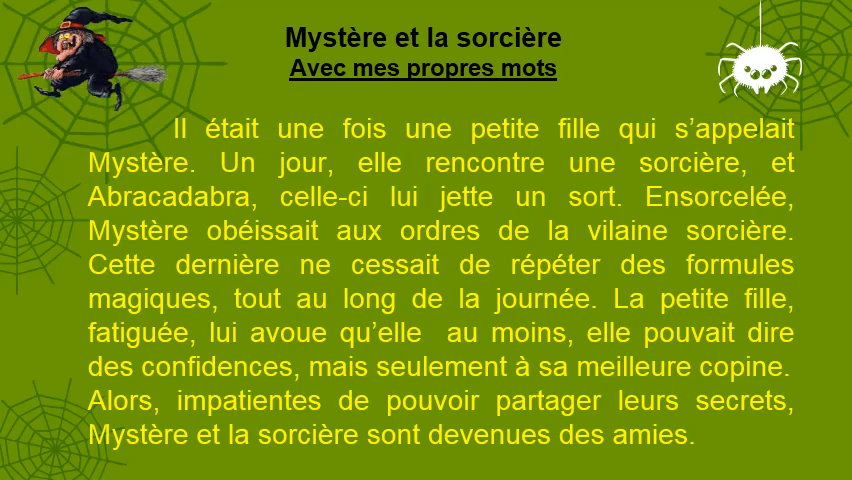 Mystère et la sorcière
Avec mes propres mots
Il était une fois une petite fille qui s’appelait
Mystère. Un jour, elle rencontre une sorcière, et
Abracadabra, celle-ci lui jette un sort. Ensorcelée,
Mystère obéissait aux ordres de la vilaine sorcière.
Cette dernière ne cessait de répéter des formules
magiques, tout au long de la journée. La petite fille,
fatiguée, lui avoue qu’elle au moins, elle pouvait dire
des confidences, mais seulement à sa meilleure copine.
Alors, impatientes de pouvoir partager leurs secrets,
Mystère et la sorcière sont devenues des amies.